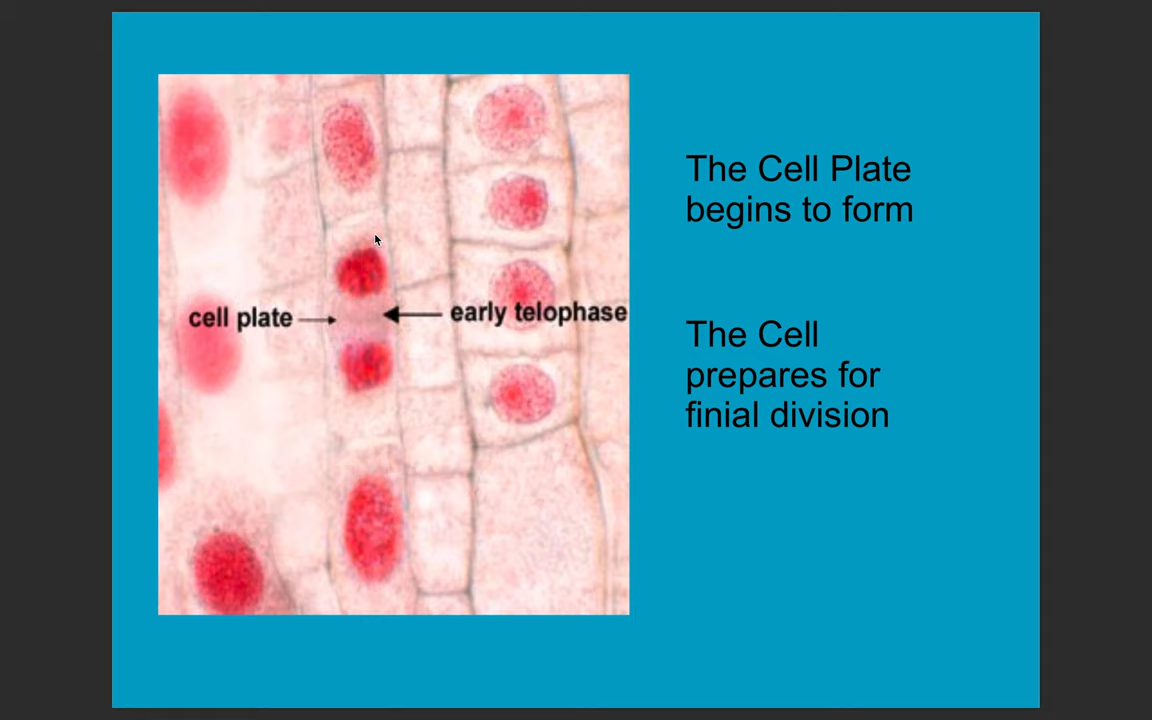 The Cell Plate
begins to form
cell plate
early telophase
The Cell
prepares for
finial division